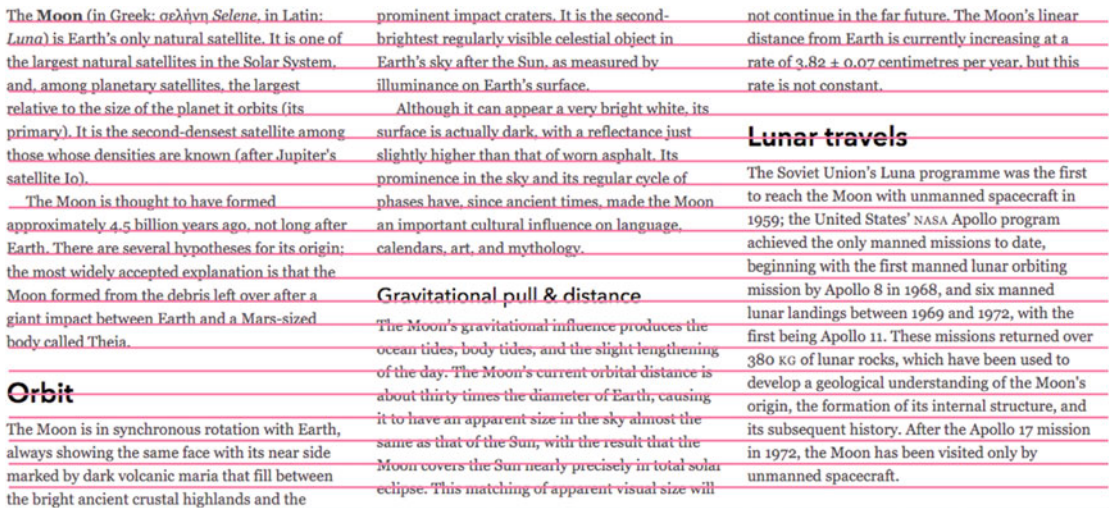 The Moon (in Greek: σελήνη Selene, in Latin:
Luna) is Earth's only natural satellite. It is one of
the largest natural satellites in the Solar System,
and, among planetary satellites, the largest
relative to the size of the planet it orbits (its
primary). It is the second-densest satellite among
those whose densities are known (after Jupiter's
satellite Io).
The Moon is thought to have formed
approximately 4.5 billion years ago, not long after
Earth. There are several hypotheses for its origin;
the most widely accepted explanation is that the
Moon formed from the debris left over after a
giant impact between Earth and a Mars-sized
body called Theia.
Orbit
The Moon is in synchronous rotation with Earth,
always showing the same face with its near side
marked by dark volcanic maria that fill between
the bright ancient crustal highlands and the
prominent impact craters. It is the second-
brightest regularly visible celestial object in
Earth's sky after the Sun, as measured by
illuminance on Earth's surface.
Although it can appear a very bright white, its
surface is actually dark, with a reflectance just
slightly higher than that of worn asphalt. Its
prominence in the sky and its regular cycle of
phases have, since ancient times, made the Moon
an important cultural influence on language,
calendars, art, and mythology.
Gravitational pull & distance
The Moon's gravitational influence produces the
ocean tides, body tides, and the slight lengthening
of the day. The Moon's current orbital distance is
about thirty times the diameter of Earth, causing
it to have an apparent size in the sky almost the
same as that of the Sun, with the result that the
Moon covers the Sun nearly precisely in total solar
eclipse. This matching of apparent visual size will
not continue in the far future. The Moon's linear
distance from Earth is currently increasing at a
rate of 3.82 ± 0.07 centimetres per year, but this
rate is not constant.
Lunar travels
The Soviet Union's Luna programme was the first
to reach the Moon with unmanned spacecraft in
1959; the United States' NASA Apollo program
achieved the only manned missions to date,
beginning with the first manned lunar orbiting
mission by Apollo 8 in 1968, and six manned
lunar landings between 1969 and 1972, with the
first being Apollo 11. These missions returned over
380 KG of lunar rocks, which have been used to
develop a geological understanding of the Moon's
origin, the formation of its internal structure, and
its subsequent history. After the Apollo 17 mission
in 1972, the Moon has been visited only by
unmanned spacecraft.